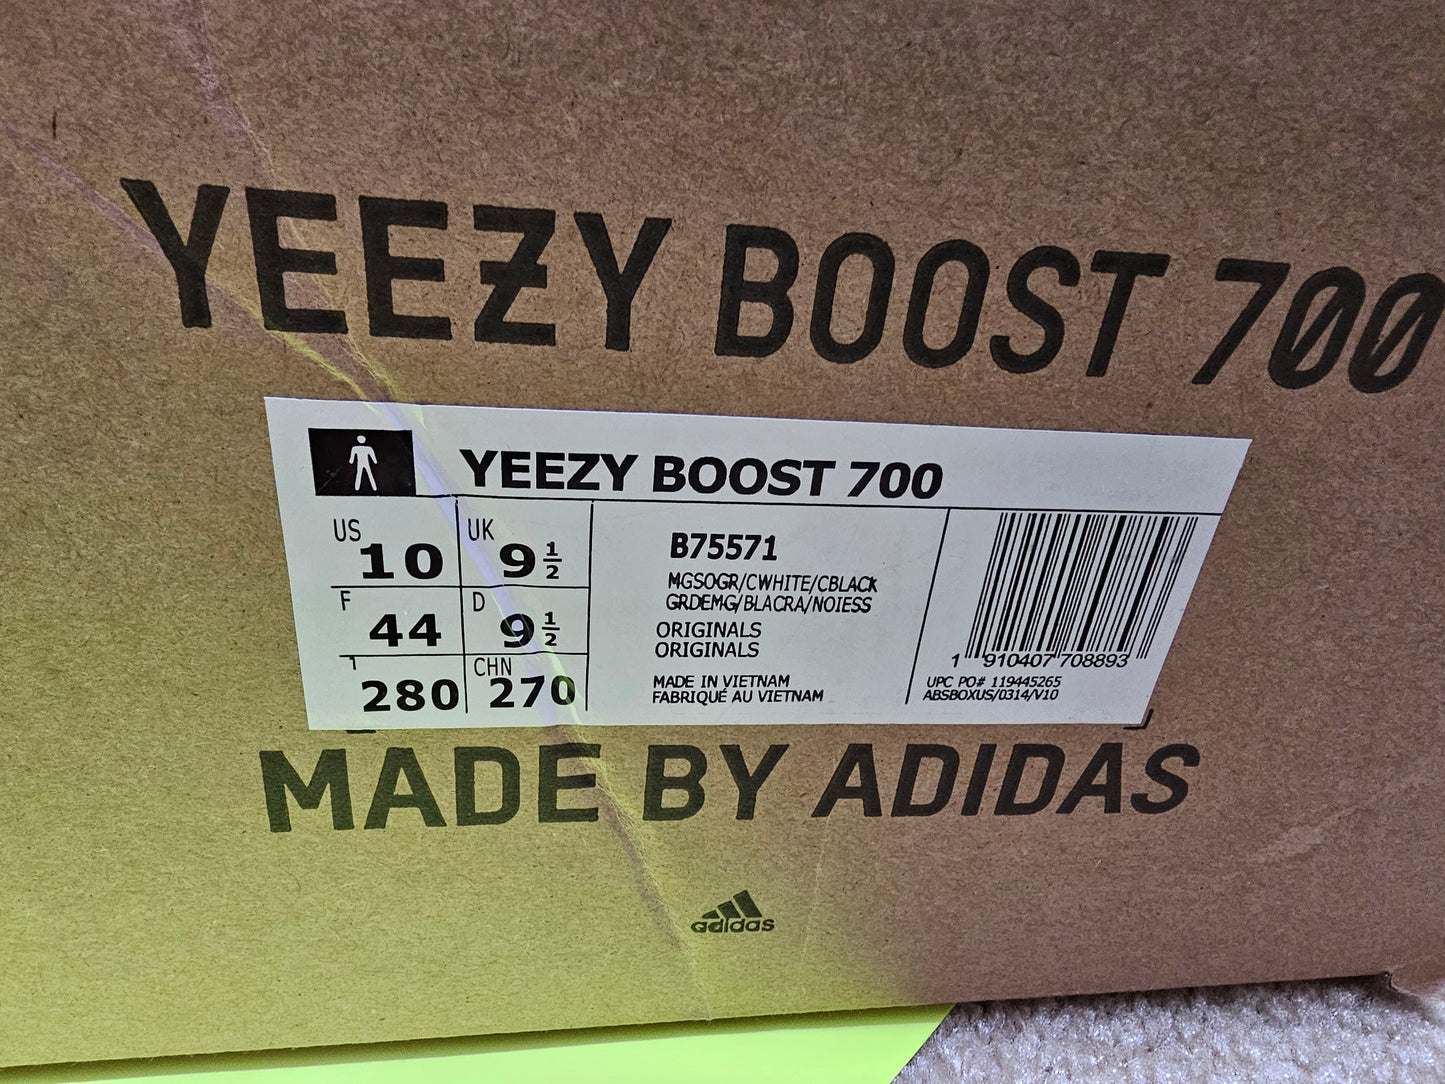 YEEZY BOOST 700
YEEZY BOOST 700
US 10 UK 9 1/2
F 44 D 9 1/2
280 CHN 270
B75571
MGSOGR/CWHITE/CBLACK
GRDEMG/BLACRA/NOIESS
ORIGINALS
ORIGINALS
MADE IN VIETNAM
FABRIQUÉ AU VIETNAM
1 910407 708893
UPC PO# 119445265
ABSBOXUS/0314/V10
MADE BY ADIDAS
adidas